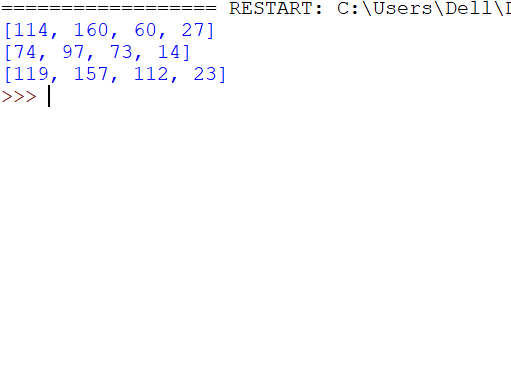 ================== RESTART: C:\Users\Dell\D
[114, 160, 60, 27]
[74, 97, 73, 14]
[119, 157, 112, 23]
>>>